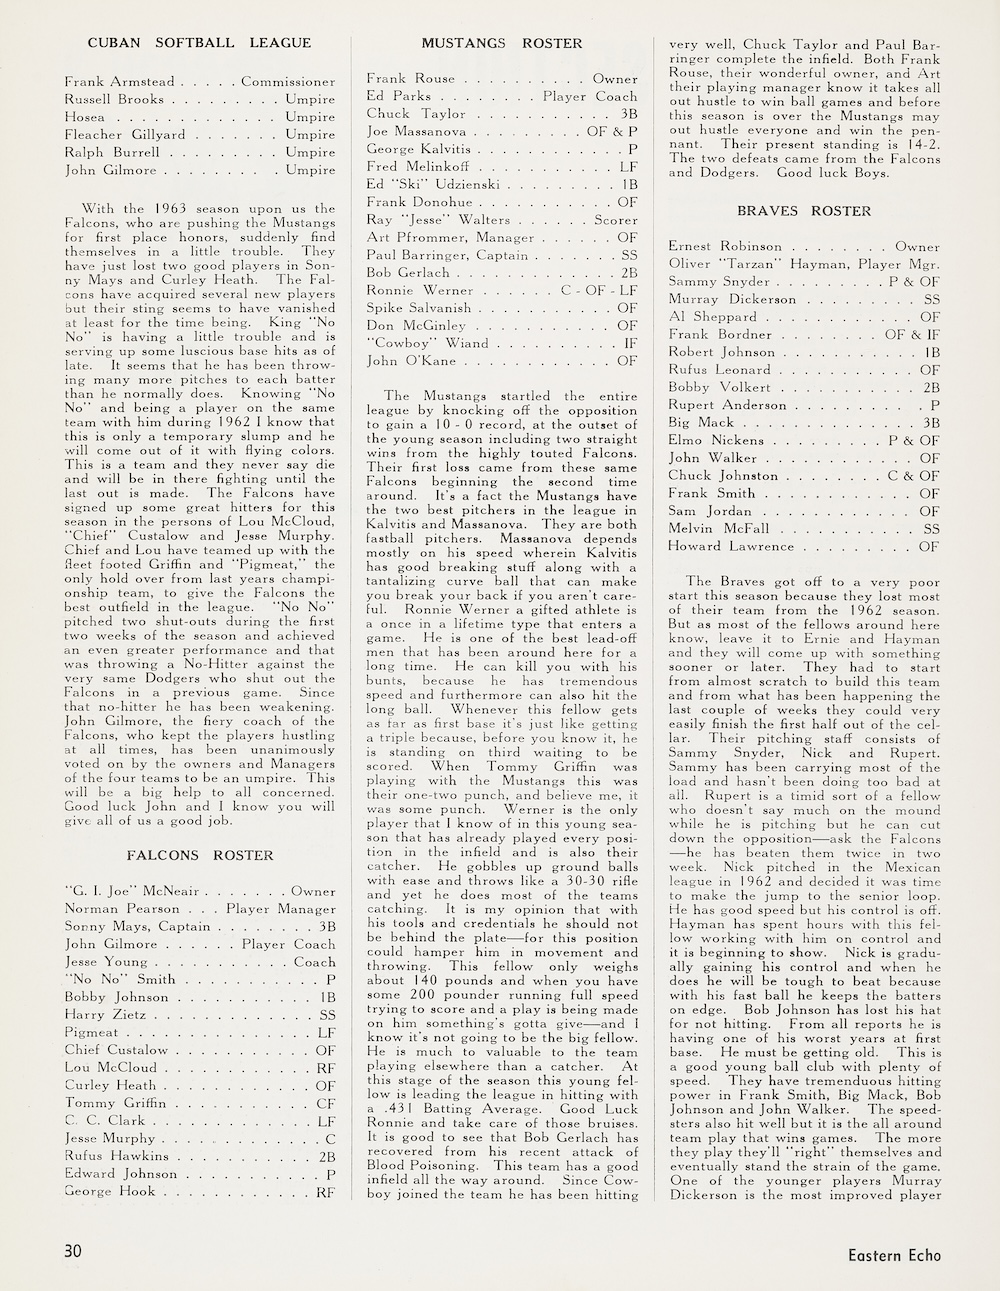 CUBAN SOFTBALL LEAGUE
Frank Armstead . . . . . Commissioner
Russell Brooks . . . . . . . . . Umpire
Hosea . . . . . . . . . . . . . Umpire
Fleacher Gillyard . . . . . . . Umpire
Ralph Burrell . . . . . . . . . Umpire
John Gilmore . . . . . . . . . Umpire
With the 1963 season upon us the
Falcons, who are pushing the Mustangs
for first place honors, suddenly find
themselves in a little trouble. They
have just lost two good players in Son-
ny Mays and Curley Heath. The Fal-
cons have acquired several new players
but their sting seems to have vanished
at least for the time being. King "No
No" is having a little trouble and is
serving up some luscious base hits as of
late. It seems that he has been throw-
ing many more pitches to each batter
than he normally does. Knowing "No
No" and being a player on the same
team with him during 1962 I know that
this is only a temporary slump and he
will come out of it with flying colors.
This is a team and they never say die
and will be in there fighting until the
last out is made. The Falcons have
signed up some great hitters for this
season in the persons of Lou McCloud,
"Chief" Custalow and Jesse Murphy.
Chief and Lou have teamed up with the
fleet footed Griffin and "Pigmeat," the
only hold over from last years champi-
onship team, to give the Falcons the
best outfield in the league. "No No"
pitched two shut-outs during the first
two weeks of the season and achieved
an even greater performance and that
was throwing a No-Hitter against the
very same Dodgers who shut out the
Falcons in a previous game. Since
that no-hitter he has been weakening.
John Gilmore, the fiery coach of the
Falcons, who kept the players hustling
at all times, has been unanimously
voted on by the owners and Managers
of the four teams to be an umpire. This
will be a big help to all concerned.
Good luck John and I know you will
give all of us a good job.
FALCONS ROSTER
"G. I. Joe" McNeair . . . . . . . Owner
Norman Pearson . . . Player Manager
Sonny Mays, Captain . . . . . . . . 3B
John Gilmore . . . . . . Player Coach
Jesse Young . . . . . . . . . . . Coach
"No No" Smith . . . . . . . . . . . P
Bobby Johnson . . . . . . . . . . . 1B
Harry Zietz . . . . . . . . . . . . . SS
Pigmeat . . . . . . . . . . . . . . . LF
Chief Custalow . . . . . . . . . . . OF
Lou McCloud . . . . . . . . . . . . RF
Curley Heath . . . . . . . . . . . . OF
Tommy Griffin . . . . . . . . . . . CF
C. C. Clark . . . . . . . . . . . . . LF
Jesse Murphy . . . . . . . . . . . . . C
Rufus Hawkins . . . . . . . . . . . 2B
Edward Johnson . . . . . . . . . . . P
George Hook . . . . . . . . . . . . RF
MUSTANGS ROSTER
Frank Rouse . . . . . . . . . . Owner
Ed Parks . . . . . . . . Player Coach
Chuck Taylor . . . . . . . . . . . 3B
Joe Massanova . . . . . . . . . OF & P
George Kalvitis . . . . . . . . . . . . P
Fred Melinkoff . . . . . . . . . . . LF
Ed "Ski" Udzienski . . . . . . . . . 1B
Frank Donohue . . . . . . . . . . . OF
Ray "Jesse" Walters . . . . . . Scorer
Art Pfrommer, Manager . . . . . . OF
Paul Barringer, Captain . . . . . . . SS
Bob Gerlach . . . . . . . . . . . . . 2B
Ronnie Werner . . . . . . C - OF - LF
Spike Salvanish . . . . . . . . . . . OF
Don McGinley . . . . . . . . . . . OF
"Cowboy" Wiand . . . . . . . . . . IF
John O'Kane . . . . . . . . . . . . OF
The Mustangs startled the entire
league by knocking off the opposition
to gain a 10 - 0 record, at the outset of
the young season including two straight
wins from the highly touted Falcons.
Their first loss came from these same
Falcons beginning the second time
around. It's a fact the Mustangs have
the two best pitchers in the league in
Kalvitis and Massanova. They are both
fastball pitchers. Massanova depends
mostly on his speed wherein Kalvitis
has good breaking stuff along with a
tantalizing curve ball that can make
you break your back if you aren't care-
ful. Ronnie Werner a gifted athlete is
a once in a lifetime type that enters a
game. He is one of the best lead-off
men that has been around here for a
long time. He can kill you with his
bunts, because he has tremendous
speed and furthermore can also hit the
long ball. Whenever this fellow gets
as far as first base it's just like getting
a triple because, before you know it, he
is standing on third waiting to be
scored. When Tommy Griffin was
playing with the Mustangs this was
their one-two punch, and believe me, it
was some punch. Werner is the only
player that I know of in this young sea-
son that has already played every posi-
tion in the infield and is also their
catcher. He gobbles up ground balls
with ease and throws like a 30-30 rifle
and yet he does most of the teams
catching. It is my opinion that with
his tools and credentials he should not
be behind the plate—for this position
could hamper him in movement and
throwing. This fellow only weighs
about 140 pounds and when you have
some 200 pounder running full speed
trying to score and a play is being made
on him something's gotta give—and I
know it's not going to be the big fellow.
He is much to valuable to the team
playing elsewhere than a catcher. At
this stage of the season this young fel-
low is leading the league in hitting with
a .431 Batting Average. Good Luck
Ronnie and take care of those bruises.
It is good to see that Bob Gerlach has
recovered from his recent attack of
Blood Poisoning. This team has a good
infield all the way around. Since Cow-
boy joined the team he has been hitting
very well, Chuck Taylor and Paul Bar-
ringer complete the infield. Both Frank
Rouse, their wonderful owner, and Art
their playing manager know it takes all
out hustle to win ball games and before
this season is over the Mustangs may
out hustle everyone and win the pen-
nant. Their present standing is 14-2.
The two defeats came from the Falcons
and Dodgers. Good luck Boys.
BRAVES ROSTER
Ernest Robinson . . . . . . . . Owner
Oliver "Tarzan" Hayman, Player Mgr.
Sammy Snyder . . . . . . . . . P & OF
Murray Dickerson . . . . . . . . . SS
Al Sheppard . . . . . . . . . . . . OF
Frank Bordner . . . . . . . . OF & IF
Robert Johnson . . . . . . . . . . . 1B
Rufus Leonard . . . . . . . . . . . OF
Bobby Volkert . . . . . . . . . . . 2B
Rupert Anderson . . . . . . . . . . P
Big Mack . . . . . . . . . . . . . . 3B
Elmo Nickens . . . . . . . . . P & OF
John Walker . . . . . . . . . . . . OF
Chuck Johnston . . . . . . . . C & OF
Frank Smith . . . . . . . . . . . . OF
Sam Jordan . . . . . . . . . . . . OF
Melvin McFall . . . . . . . . . . . SS
Howard Lawrence . . . . . . . . . OF
The Braves got off to a very poor
start this season because they lost most
of their team from the 1962 season.
But as most of the fellows around here
know, leave it to Ernie and Hayman
and they will come up with something
sooner or later. They had to start
from almost scratch to build this team
and from what has been happening the
last couple of weeks they could very
easily finish the first half out of the cel-
lar. Their pitching staff consists of
Sammy Snyder, Nick and Rupert.
Sammy has been carrying most of the
load and hasn't been doing too bad at
all. Rupert is a timid sort of a fellow
who doesn't say much on the mound
while he is pitching but he can cut
down the opposition—ask the Falcons
—he has beaten them twice in two
week. Nick pitched in the Mexican
league in 1962 and decided it was time
to make the jump to the senior loop.
He has good speed but his control is off.
Hayman has spent hours with this fel-
low working with him on control and
it is beginning to show. Nick is gradu-
ally gaining his control and when he
does he will be tough to beat because
with his fast ball he keeps the batters
on edge. Bob Johnson has lost his hat
for not hitting. From all reports he is
having one of his worst years at first
base. He must be getting old. This is
a good young ball club with plenty of
speed. They have tremenduous hitting
power in Frank Smith, Big Mack, Bob
Johnson and John Walker. The speed-
sters also hit well but it is the all around
team play that wins games. The more
they play they'll "right" themselves and
eventually stand the strain of the game.
One of the younger players Murray
Dickerson is the most improved player
30
Eastern Echo